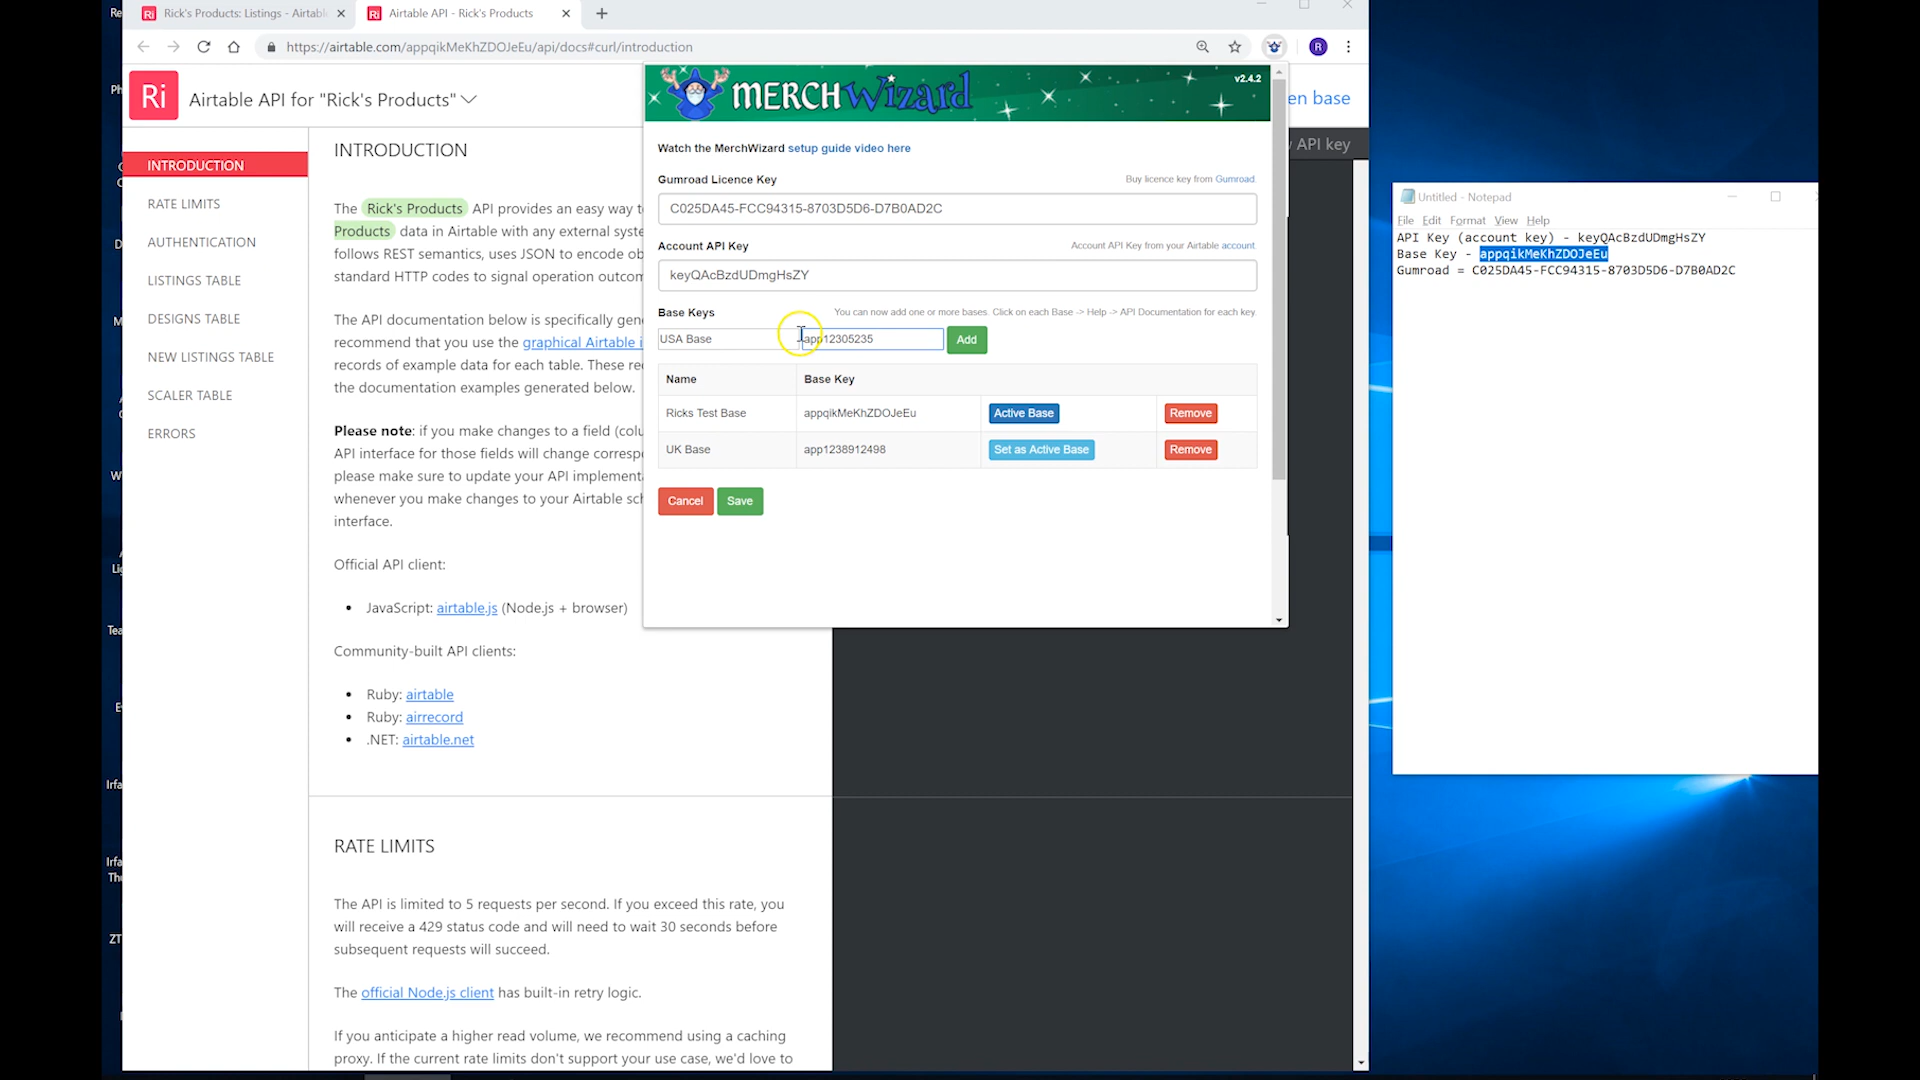 Rick's Products: Listings - Airtabl
Airtable API - Rick's Products
https://airtable.com/appqikMeKhZDOJeEu/api/docs#curl/introduction
R
Ri
Airtable API for "Rick's Products"
en base
API key
INTRODUCTION
RATE LIMITS
AUTHENTICATION
LISTINGS TABLE
DESIGNS TABLE
NEW LISTINGS TABLE
SCALER TABLE
ERRORS
INTRODUCTION
The Rick's Products API provides an easy way t
Products data in Airtable with any external syste
follows REST semantics, uses JSON to encode ob
standard HTTP codes to signal operation outcom
The API documentation below is specifically gen
recommend that you use the graphical Airtable i
records of example data for each table. These re
the documentation examples generated below.
Please note: if you make changes to a field (colu
API interface for those fields will change corresp
please make sure to update your API implementa
whenever you make changes to your Airtable sch
interface.
Official API client:
• JavaScript: airtable.js (Node.js + browser)
Community-built API clients:
• Ruby: airtable
• Ruby: airrecord
• .NET: airtable.net
RATE LIMITS
The API is limited to 5 requests per second. If you exceed this rate, you
will receive a 429 status code and will need to wait 30 seconds before
subsequent requests will succeed.
The official Node.js client has built-in retry logic.
If you anticipate a higher read volume, we recommend using a caching
proxy. If the current rate limits don't support your use case, we'd love to
MERCHWizard
v2.4.2
Watch the MerchWizard setup guide video here
Gumroad Licence Key
Buy licence key from Gumroad.
C025DA45-FCC94315-8703D5D6-D7B0AD2C
Account API Key
Account API Key from your Airtable account.
keyQAcBzdUDmgHsZY
Base Keys
You can now add one or more bases. Click on each Base -> Help -> API Documentation for each key.
USA Base
app12305235
Add
Name Base Key
Ricks Test Base appqikMeKhZDOJeEu Active Base Remove
UK Base app1238912498 Set as Active Base Remove
Cancel Save
Untitled - Notepad
File Edit Format View Help
API Key (account key) - keyQAcBzdUDmgHsZY
Base Key - appqikMeKhZDOJeEu
Gumroad = C025DA45-FCC94315-8703D5D6-D7B0AD2C